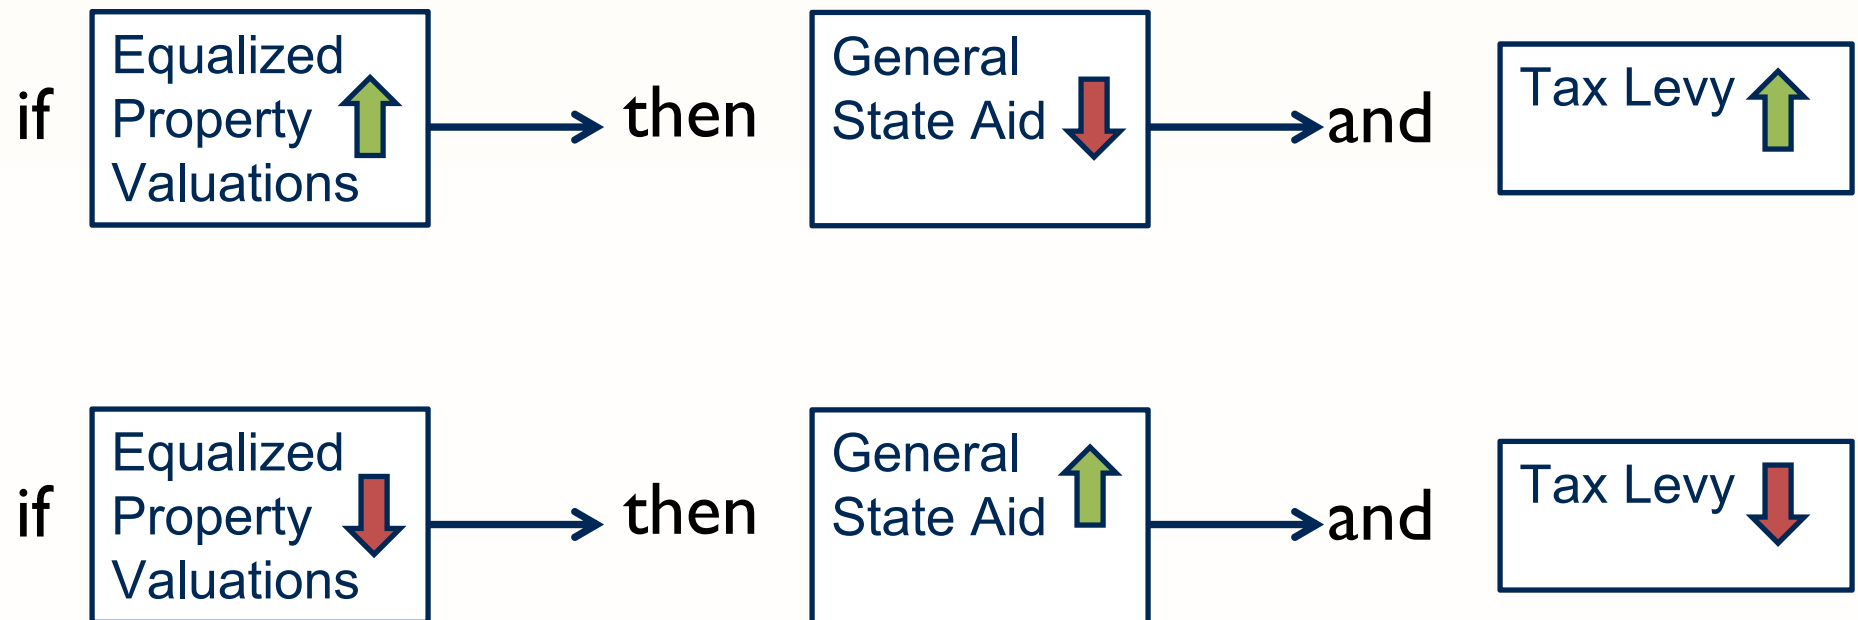 if
Equalized
Property
Valuations
then
General
State Aid
and
Tax Levy
if
Equalized
Property
Valuations
then
General
State Aid
and
Tax Levy